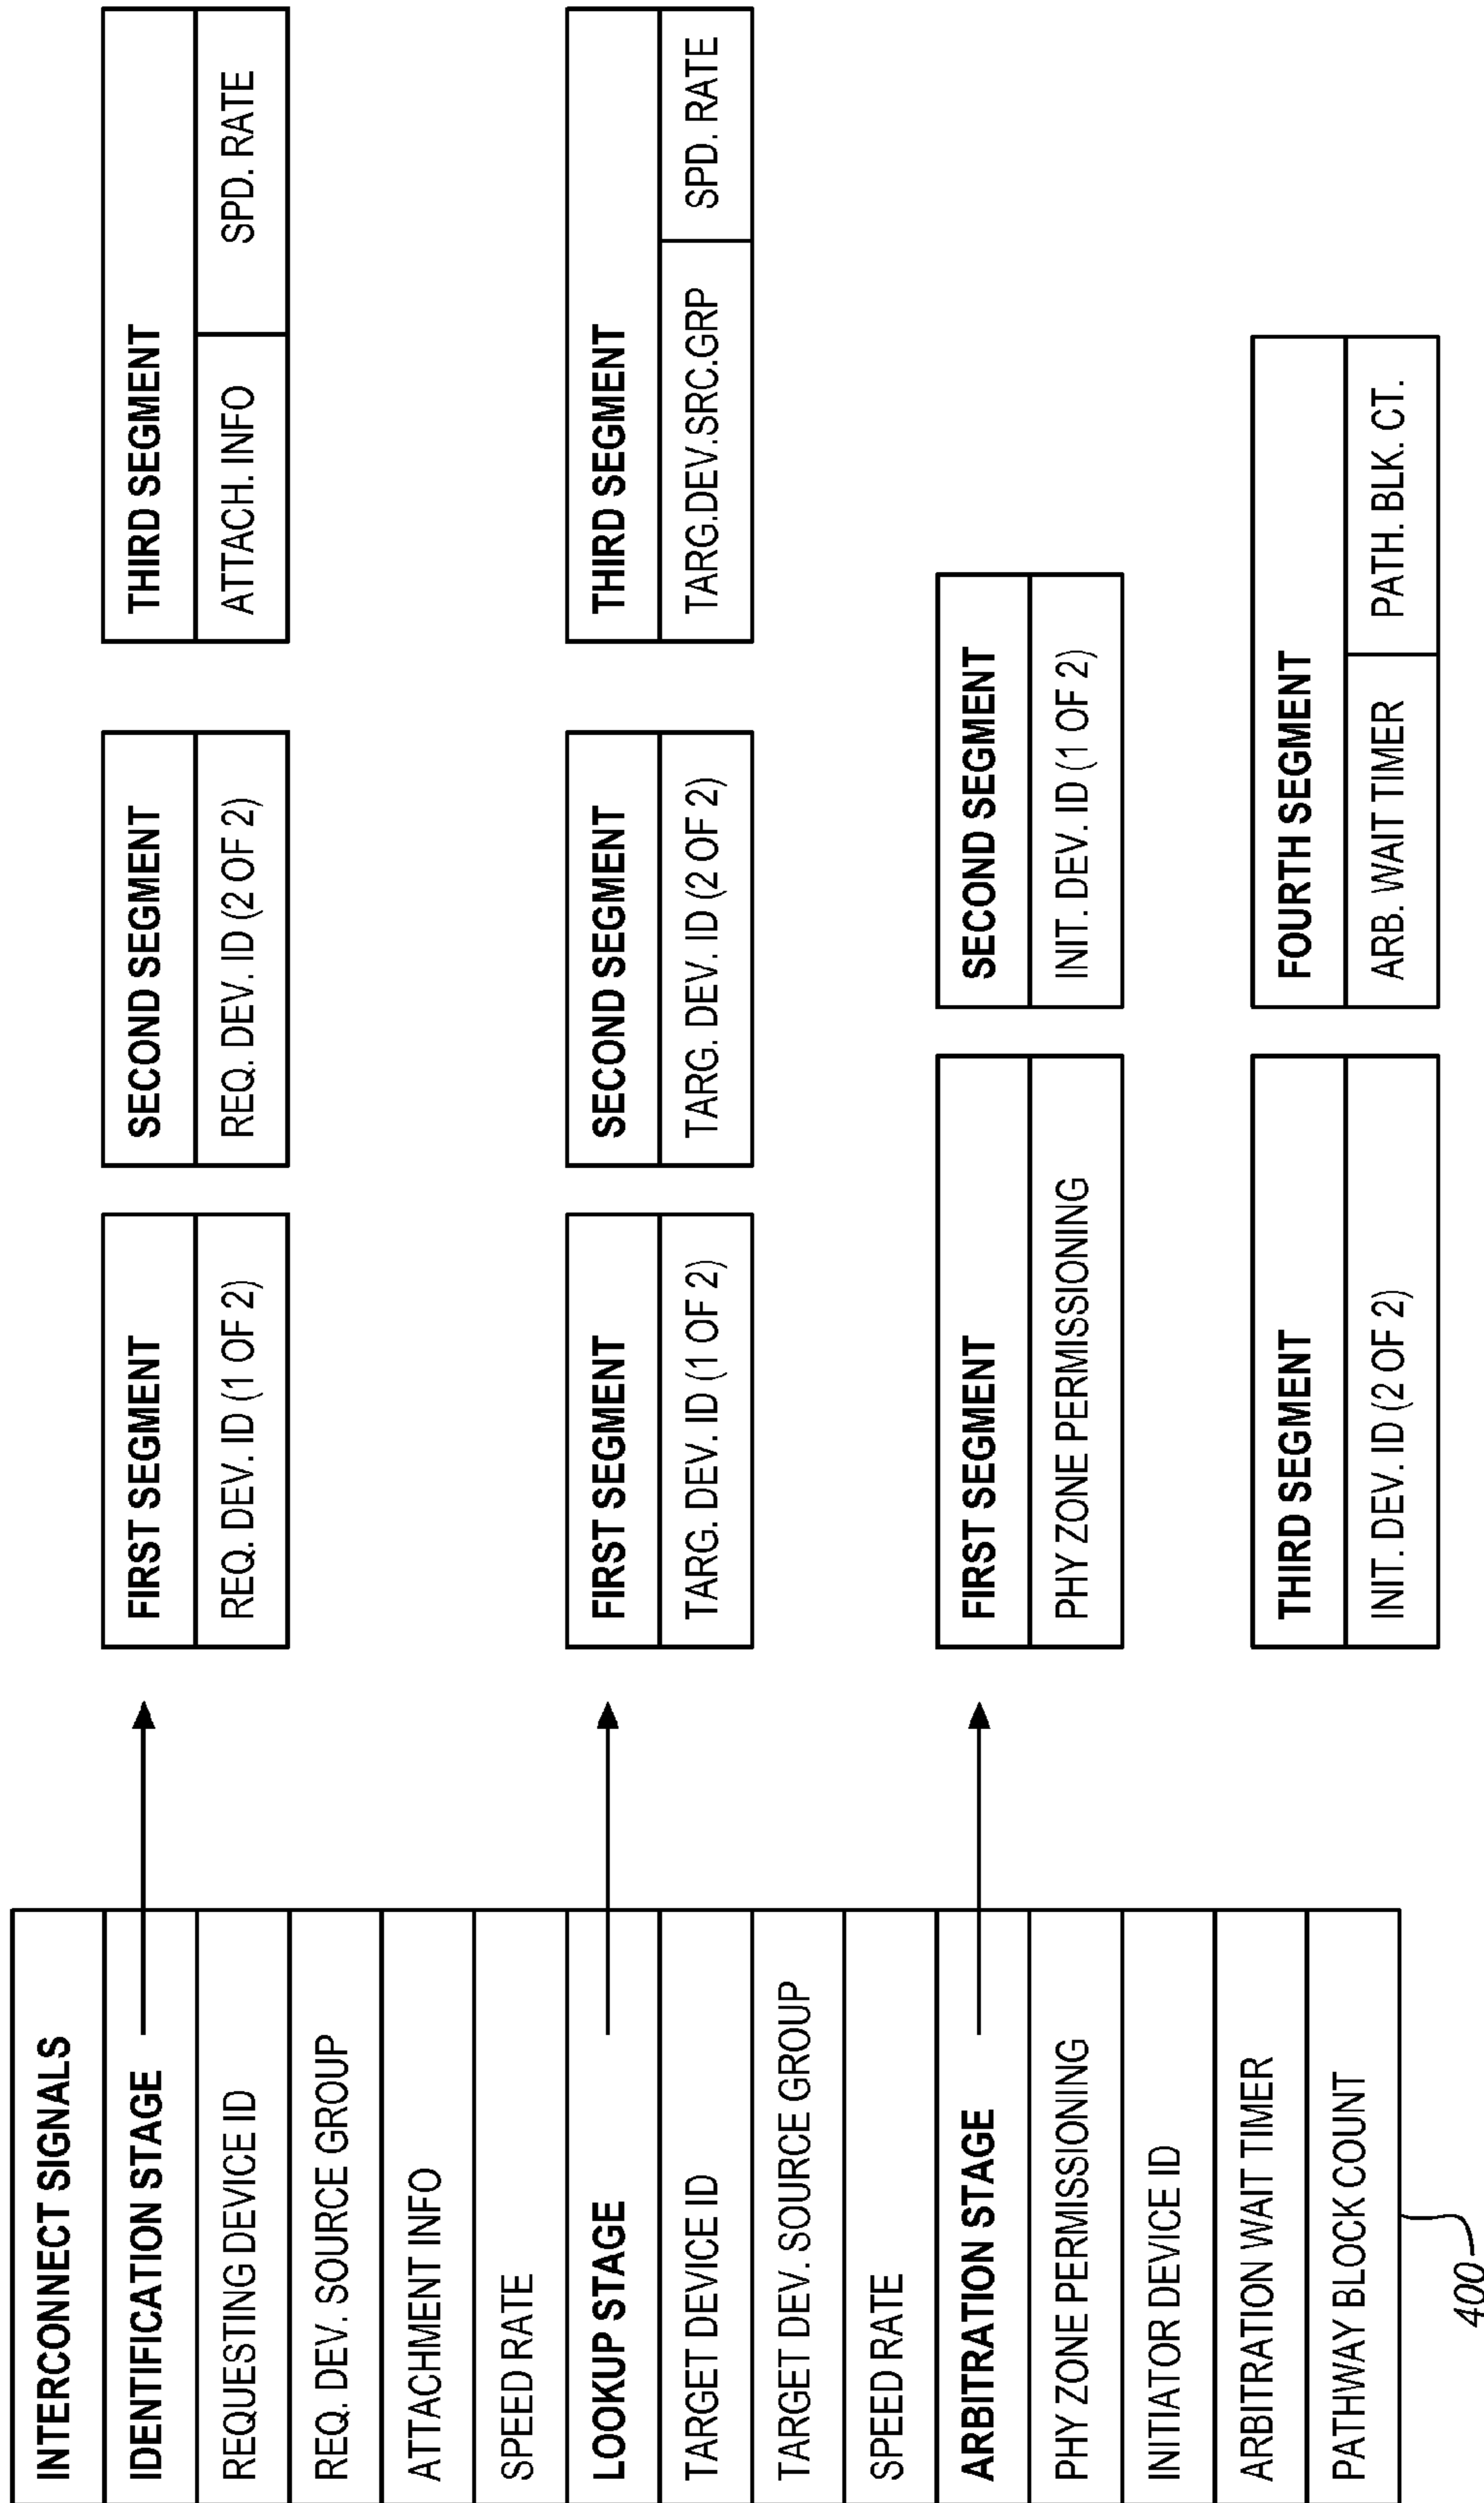 INTERCONNECT SIGNALS
IDENTIFICATION STAGE
REQUESTING DEVICE ID
REQ. DEV. SOURCE GROUP
ATTACHMENT INFO
SPEED RATE
LOOKUP STAGE
TARGET DEVICE ID
TARGET DEV. SOURCE GROUP
SPEED RATE
ARBITRATION STAGE
PHY ZONE PERMISSIONING
INITIATOR DEVICE ID
ARBITRATION WAIT TIMER
PATHWAY BLOCK COUNT
400
FIRST SEGMENT
REQ. DEV. ID (1 OF 2)
SECOND SEGMENT
REQ. DEV. ID (2 OF 2)
THIRD SEGMENT
ATTACH. INFO
SPD. RATE
FIRST SEGMENT
TARG. DEV. ID (1 OF 2)
SECOND SEGMENT
TARG. DEV. ID (2 OF 2)
THIRD SEGMENT
TARG.DEV.SRC.GRP
SPD. RATE
FIRST SEGMENT
PHY ZONE PERMISSIONING
SECOND SEGMENT
INIT. DEV. ID (1 OF 2)
THIRD SEGMENT
INIT. DEV. ID (2 OF 2)
FOURTH SEGMENT
ARB. WAIT TIMER
PATH. BLK. CT.